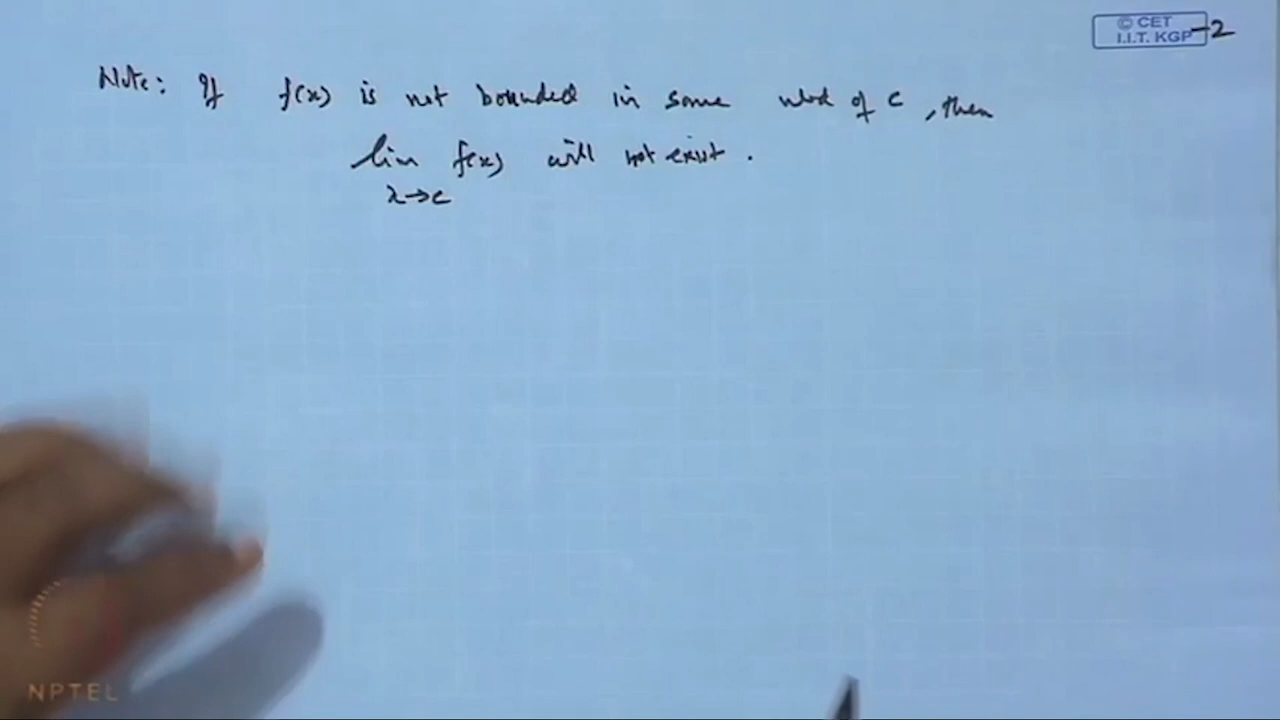 © CET
I.I.T. KGP -2
Note: If f(x) is not bounded in some nbd of c, then
lim f(x) will not exist.
x→c
NPTEL